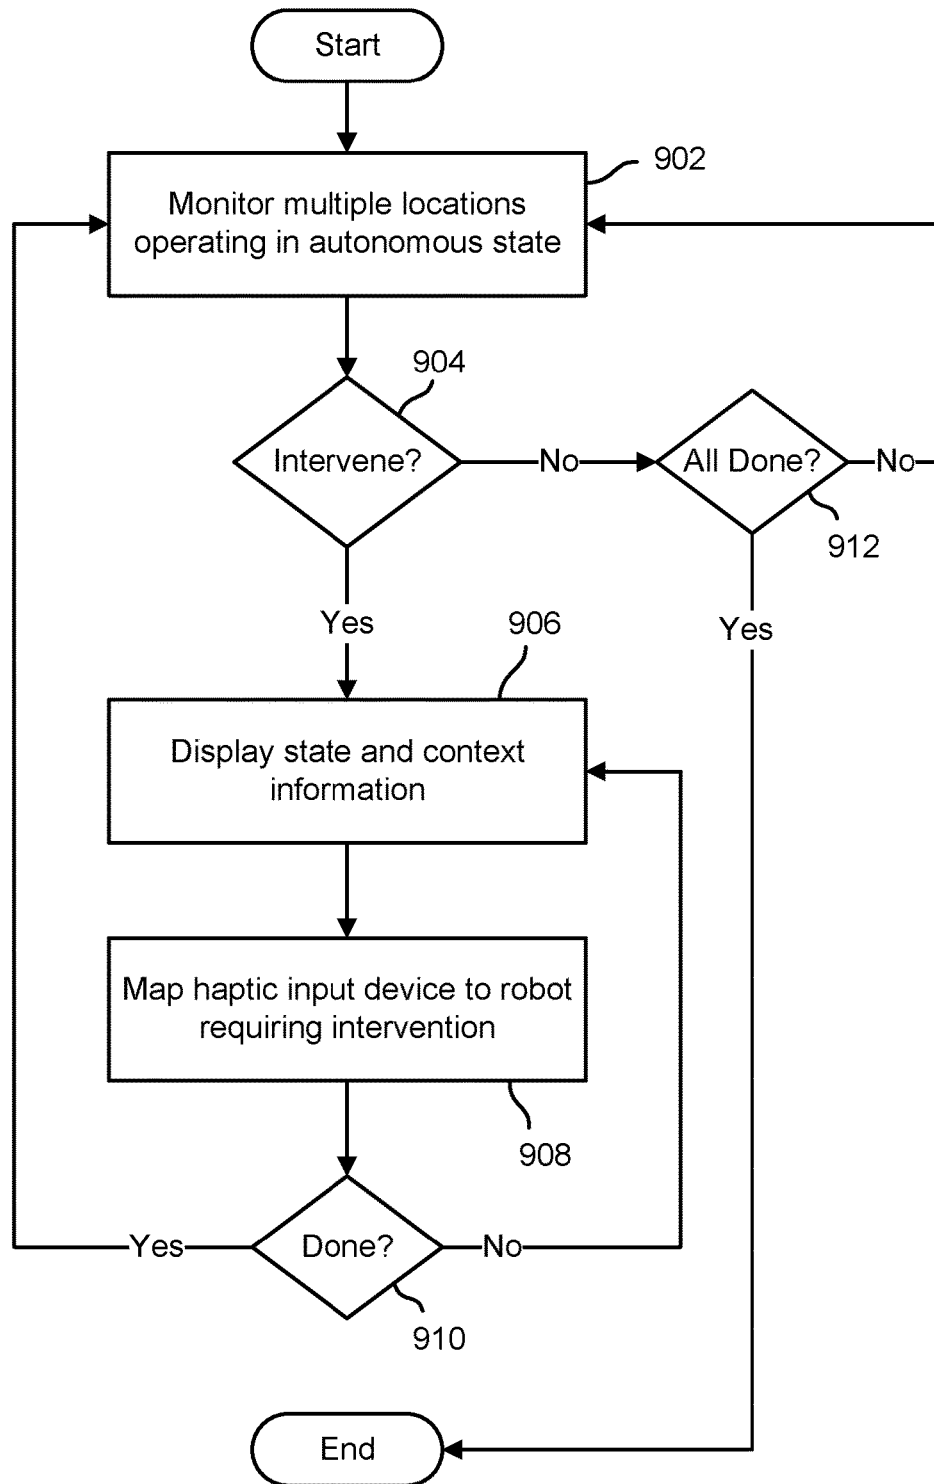 Start
902
Monitor multiple locations
operating in autonomous state
904
Intervene?
No
All Done?
No
912
Yes
Yes
906
Display state and context
information
Map haptic input device to robot
requiring intervention
908
Yes
Done?
No
910
End